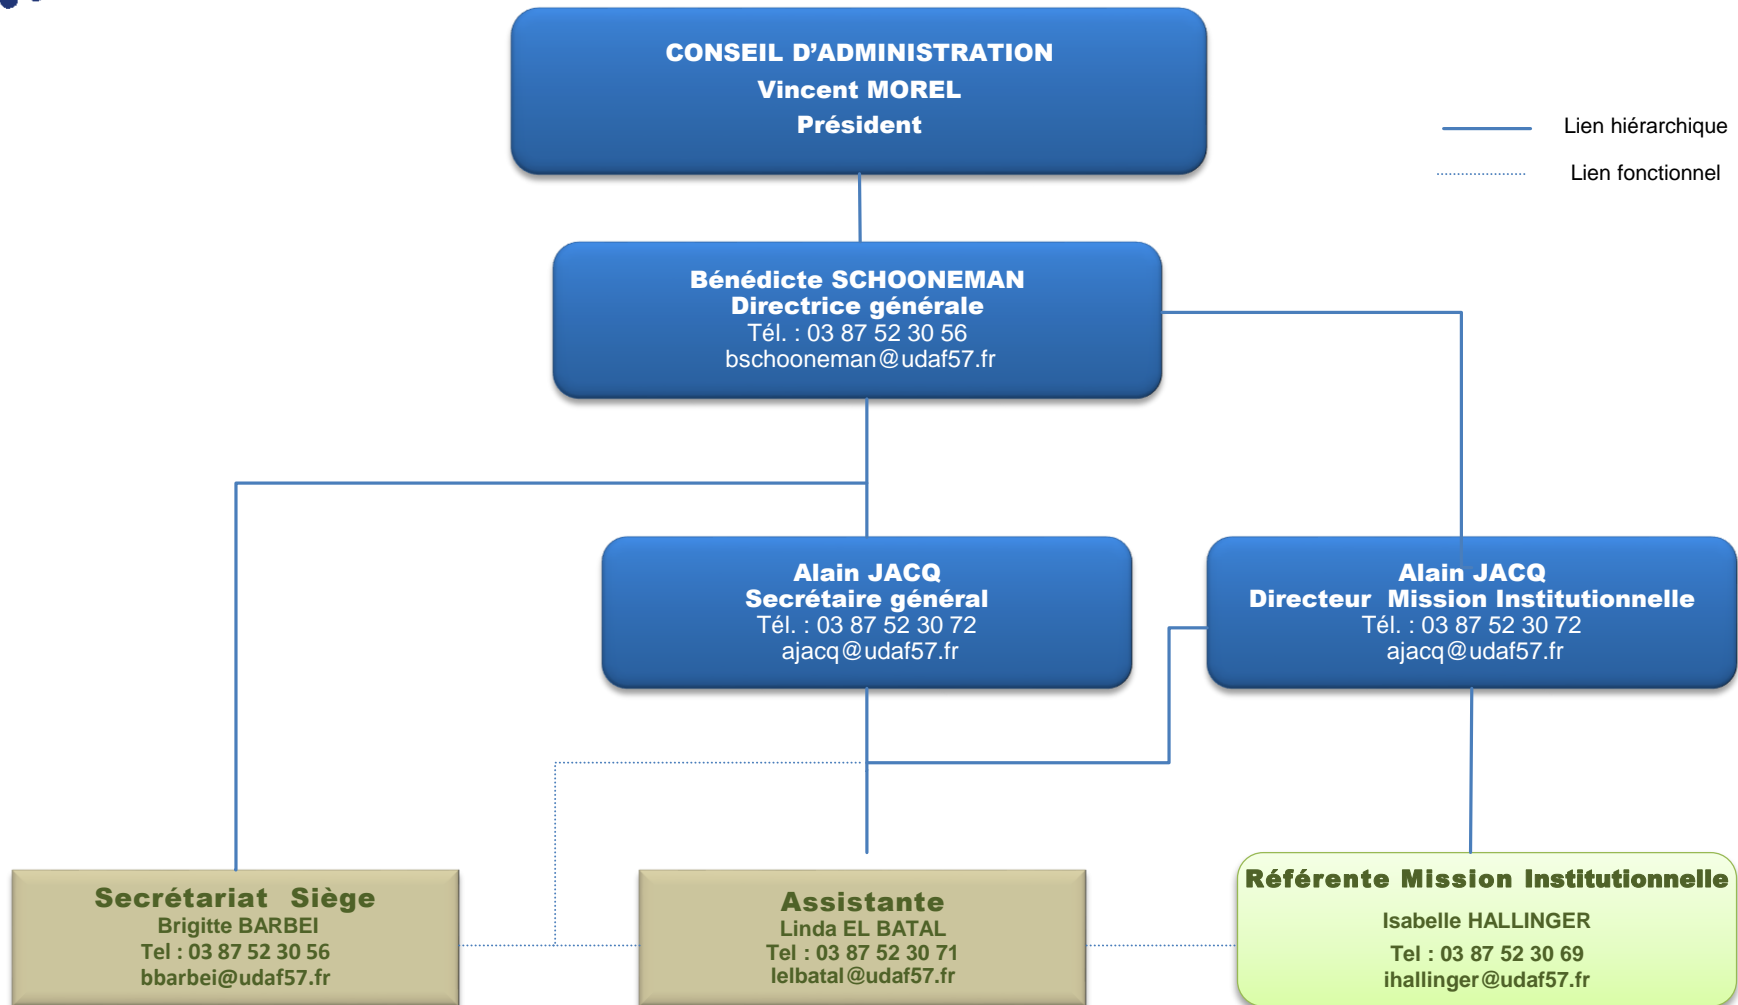 CONSEIL D’ADMINISTRATION
Vincent MOREL
Président
Lien hiérarchique
Lien fonctionnel
Bénédicte SCHOONEMAN
Directrice générale
Tél. : 03 87 52 30 56
bschooneman@udaf57.fr
Alain JACQ
Secrétaire général
Tél. : 03 87 52 30 72
ajacq@udaf57.fr
Alain JACQ
Directeur  Mission Institutionnelle
Tél. : 03 87 52 30 72
ajacq@udaf57.fr
Secrétariat  Siège
Brigitte BARBEI
Tel : 03 87 52 30 56
bbarbei@udaf57.fr
Assistante
Linda EL BATAL
Tel : 03 87 52 30 71
lelbatal@udaf57.fr
Référente Mission Institutionnelle
Isabelle HALLINGER
Tel : 03 87 52 30 69
ihallinger@udaf57.fr